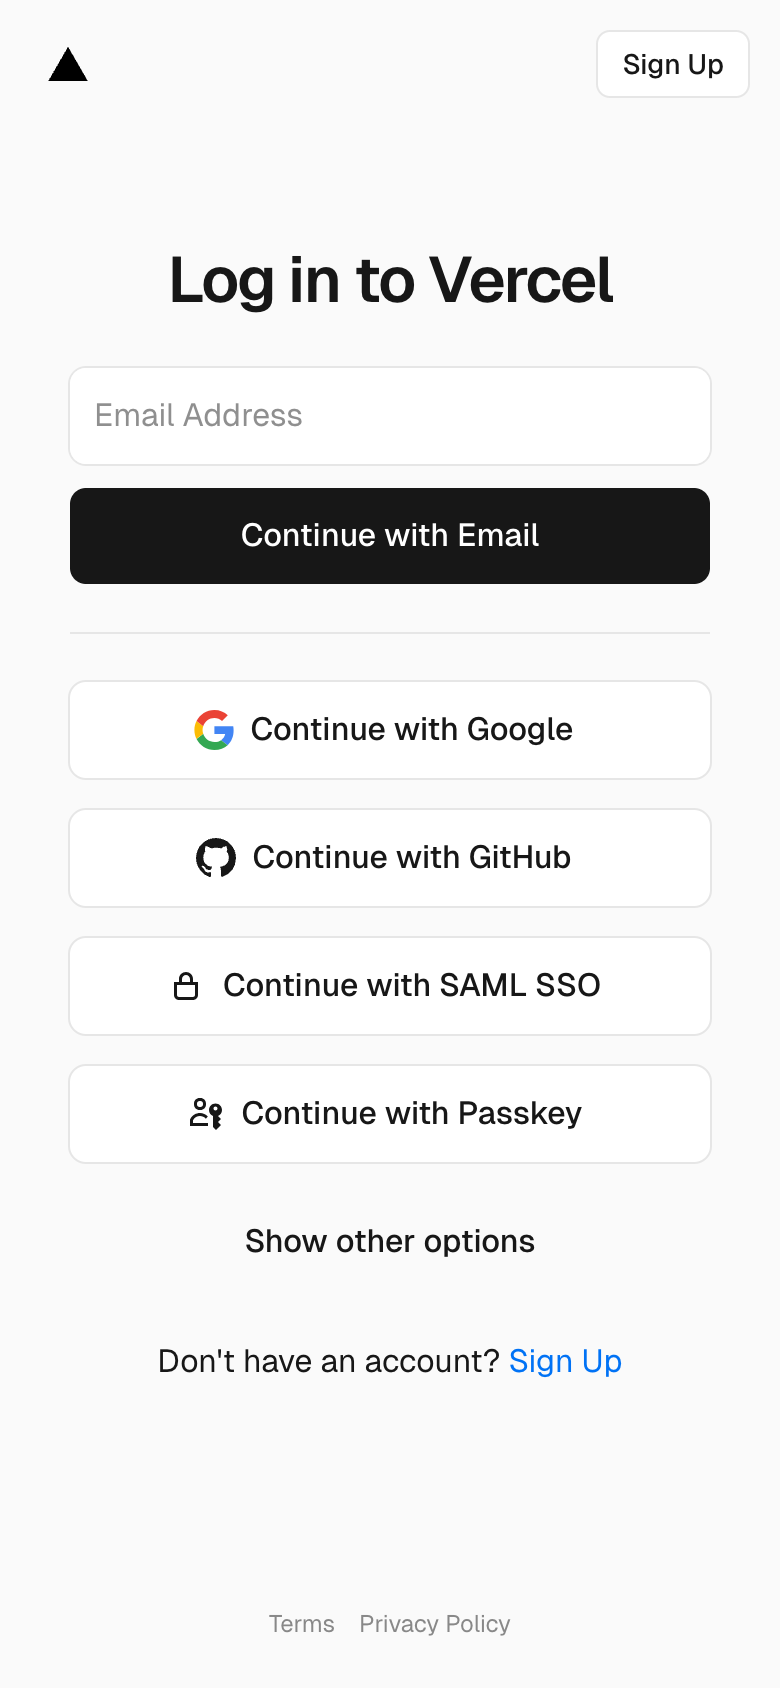 Sign Up
Log in to Vercel
Email Address
Continue with Email
Continue with Google
Continue with GitHub
Continue with SAML SSO
Continue with Passkey
Show other options
Don't have an account? Sign Up
Terms Privacy Policy